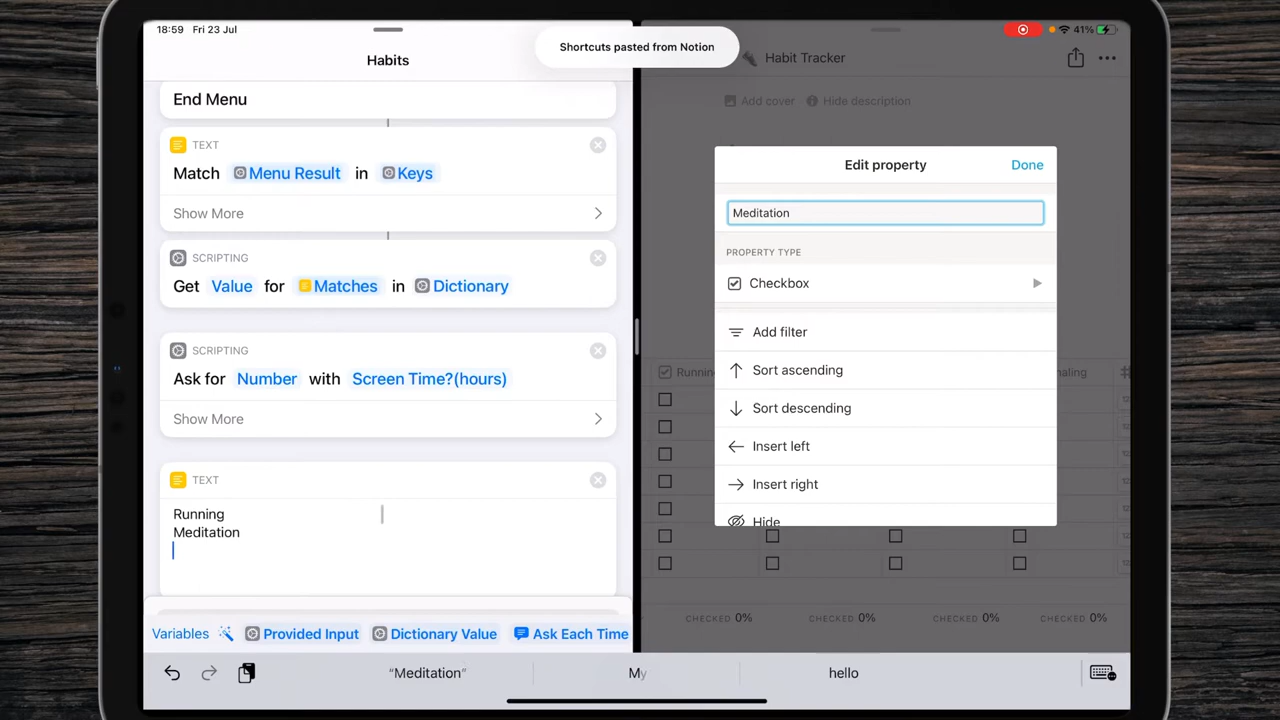 18:59 Fri 23 Jul
41%
Shortcuts pasted from Notion
Habits
End Menu
TEXT
Match Menu Result in Keys
Show More
SCRIPTING
Get Value for Matches in Dictionary
SCRIPTING
Ask for Number with Screen Time?(hours)
Show More
TEXT
Running
Meditation
Variables Provided Input Dictionary Value Ask Each Time
"Meditation" My hello
Habit Tracker
Add cover Hide description
Edit property Done
Meditation
PROPERTY TYPE
Checkbox
Add filter
Sort ascending
Sort descending
Insert left
Insert right
Hide
CHECKED 0% CHECKED 0% CHECKED 0% CHECKED 0%